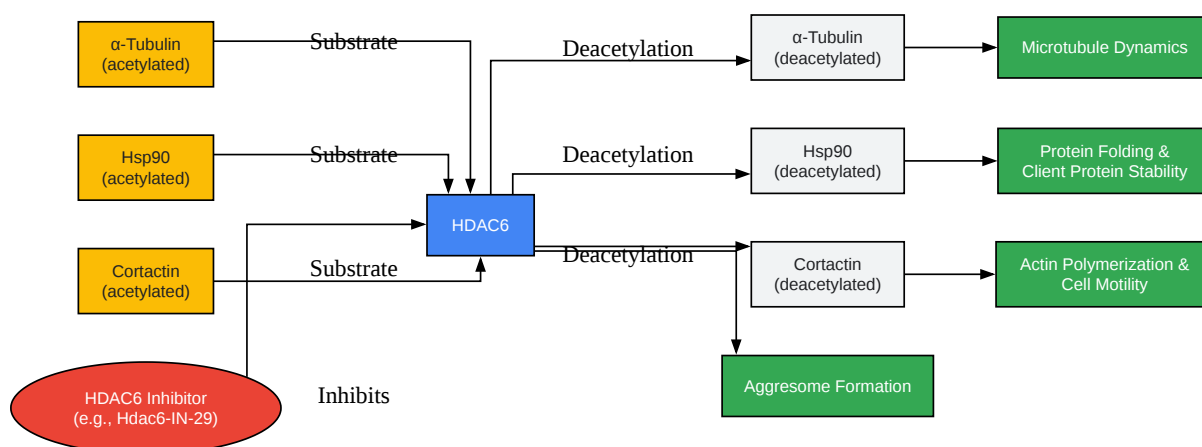 α-Tubulin
(acetylated)
Substrate
Deacetylation
α-Tubulin
(deacetylated)
Microtubule Dynamics
Hsp90
(acetylated)
Substrate
Deacetylation
Hsp90
(deacetylated)
Protein Folding &
Client Protein Stability
HDAC6
Cortactin
(acetylated)
Substrate
Deacetylation
Cortactin
(deacetylated)
Actin Polymerization &
Cell Motility
HDAC6 Inhibitor
(e.g., Hdac6-IN-29)
Inhibits
Aggresome Formation